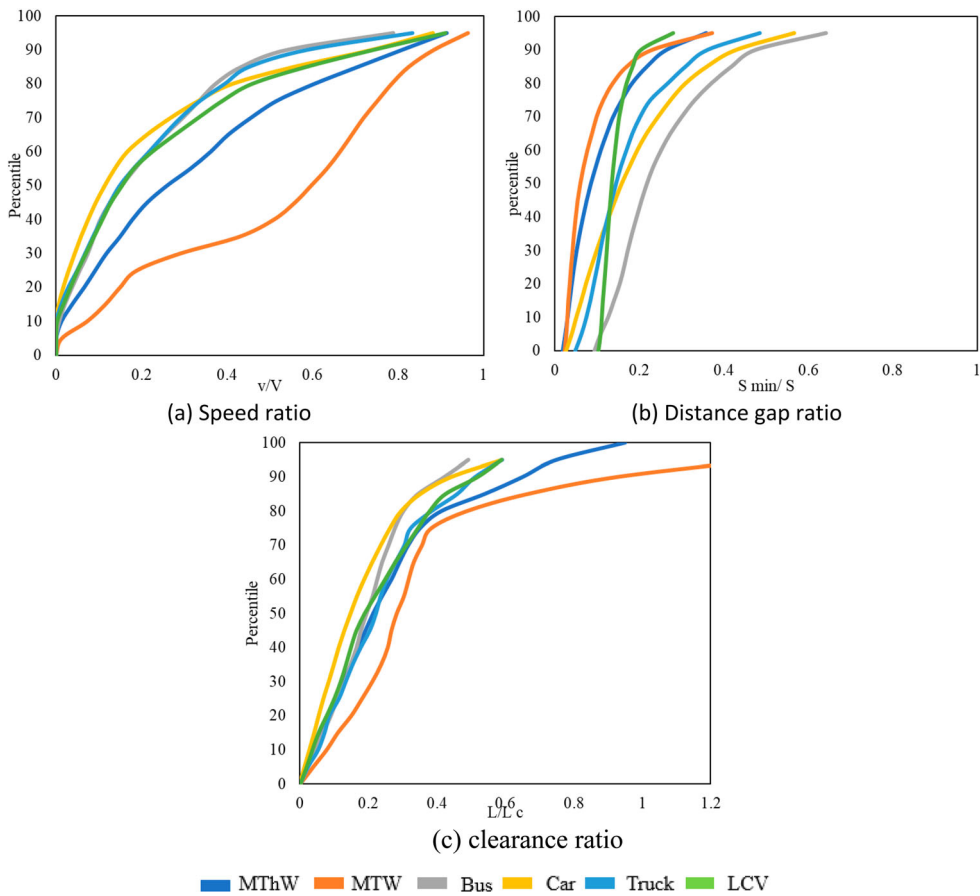 100
90
80
70
60
50
40
30
20
10
0
Percentile
0 0.2 0.4 0.6 0.8 1
v/V
(a) Speed ratio
100
90
80
70
60
50
40
30
20
10
0
percentile
0 0.2 0.4 0.6 0.8 1
S min/ S
(b) Distance gap ratio
100
90
80
70
60
50
40
30
20
10
0
Percentile
0 0.2 0.4 0.6 0.8 1 1.2
L/L c
(c) clearance ratio
MThW MTW Bus Car Truck LCV